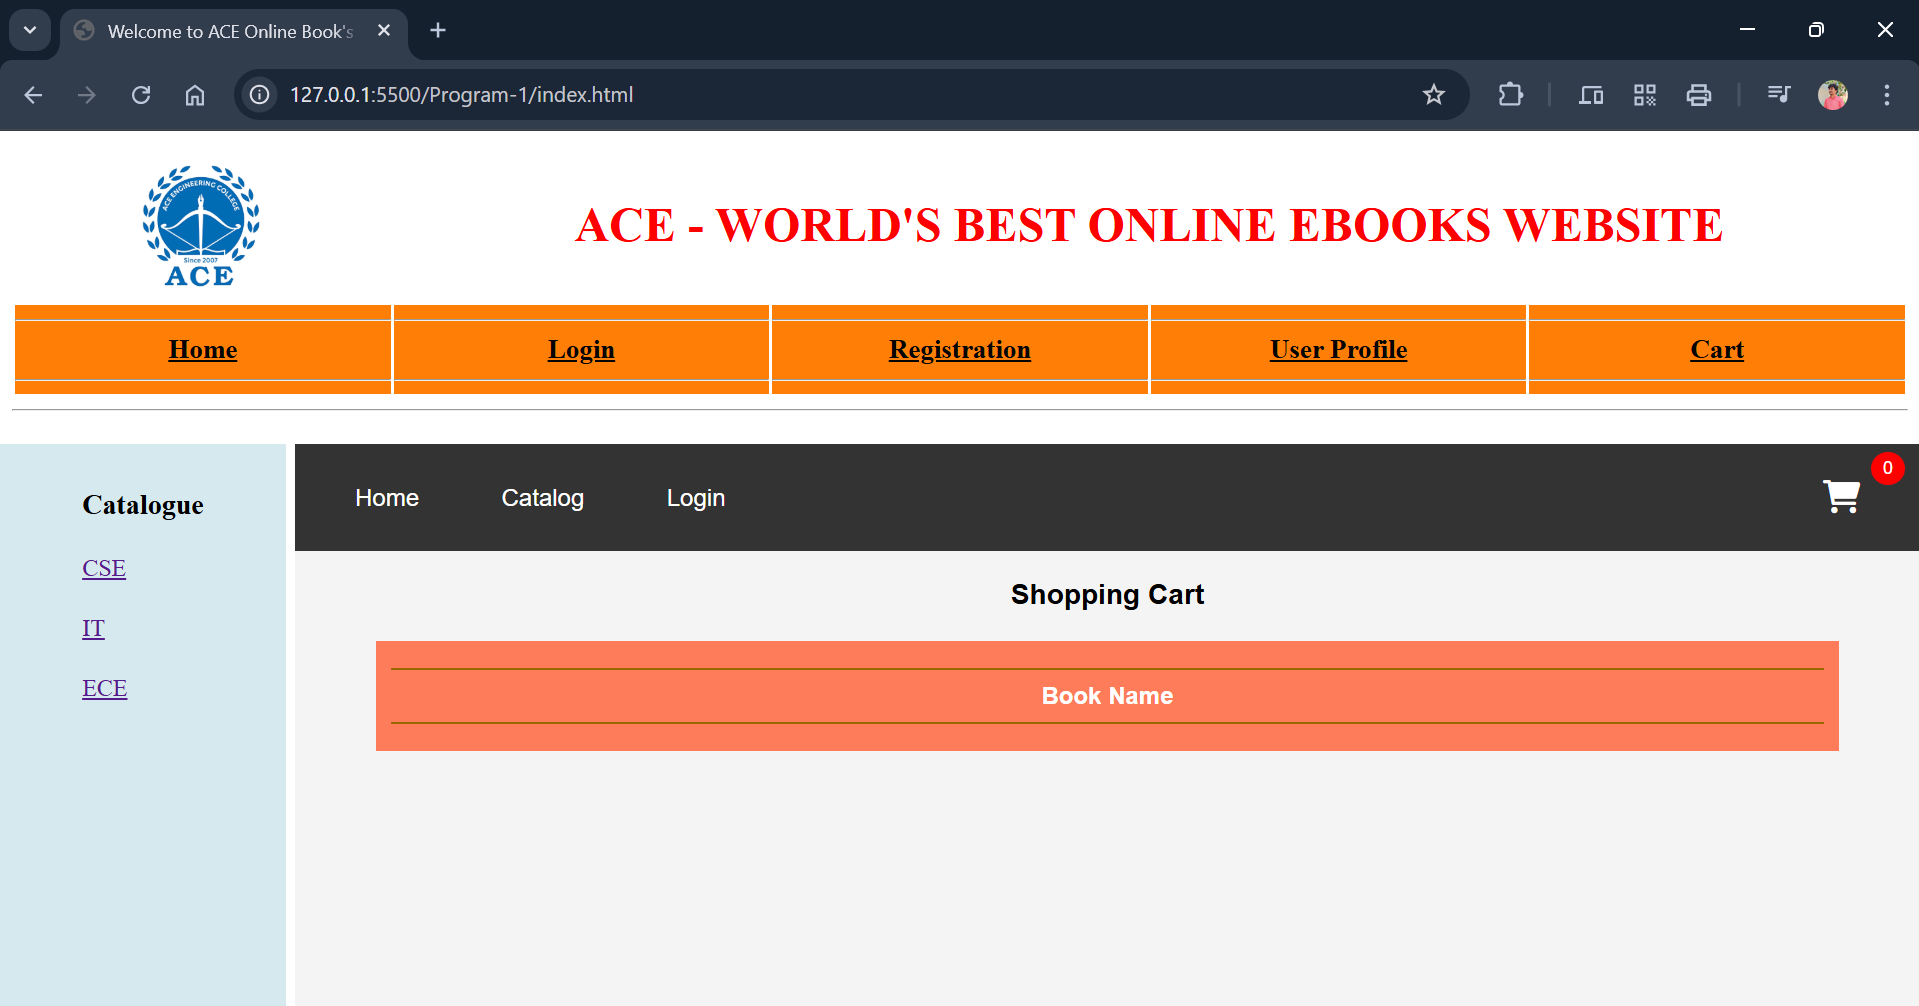 Welcome to ACE Online Book's
127.0.0.1:5500/Program-1/index.html
ACE ENGINEERING COLLEGE
Since 2007
ACE
ACE - WORLD'S BEST ONLINE EBOOKS WEBSITE
Home Login Registration User Profile Cart
Catalogue
CSE
IT
ECE
Home Catalog Login 0
Shopping Cart
Book Name